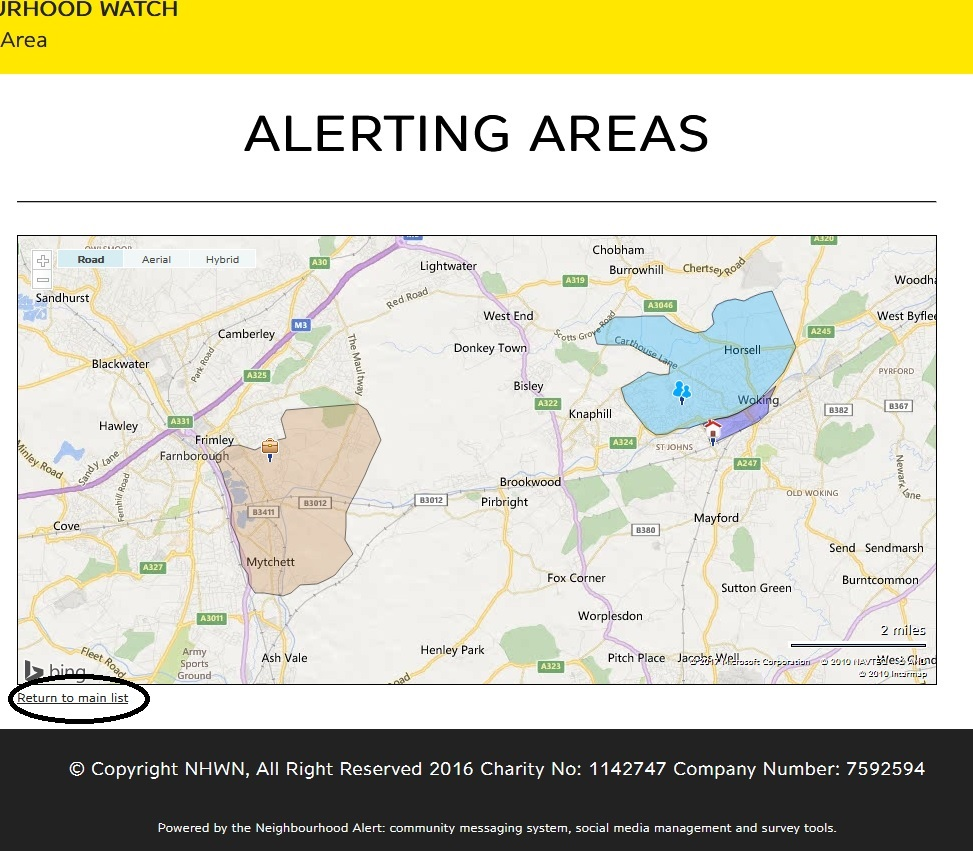 URHOOD WATCH
Area
ALERTING AREAS
Road Aerial Hybrid
A30
Lightwater
Chobham
Burrowhill
Chertsey Road
A320
A319
Sandhurst
Red Road
A3046
West End
Scotts Grove Road
Woodha
West Byflee
M3
Camberley
The Maultway
A245
Blackwater
Park Road
Donkey Town
Carthouse Lane
Horsell
A325
Bisley
PYRFORD
A322
Knaphill
Woking
B382
B367
Hawley
A331
Frimley
Farnborough
A324
ST JOHNS
A247
Minley Road
Sandy Lane
Fernhill Road
Brookwood
Pirbright
Newark Lane
OLD WOKING
B3012
B3012
B3411
Cove
Mayford
B380
Send
Sendmarsh
Mytchett
A327
Fox Corner
Sutton Green
Burntcommon
A3011
Worplesdon
2 miles
Fleet Road
Army
Sports
Ground
Ash Vale
Henley Park
A323
Pitch Place
Jacobs Well
bing
© 2017 Microsoft Corporation
© 2010 Intermap
Return to main list
© Copyright NHWN, All Right Reserved 2016 Charity No: 1142747 Company Number: 7592594
Powered by the Neighbourhood Alert: community messaging system, social media management and survey tools.